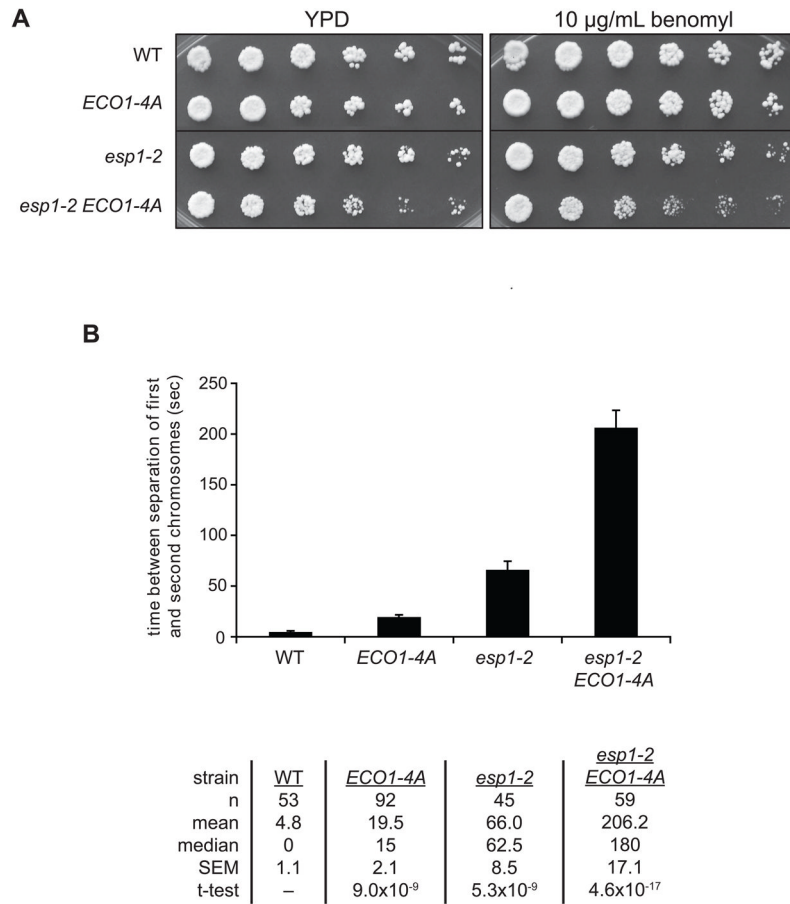 A
YPD
10 µg/mL benomyl
WT
ECO1-4A
esp1-2
esp1-2 ECO1-4A
B
time between separation of first
and second chromosomes (sec)
250
200
150
100
50
0
WT
ECO1-4A
esp1-2
esp1-2
ECO1-4A
esp1-2
strain WT ECO1-4A esp1-2 ECO1-4A
n 53 92 45 59
mean 4.8 19.5 66.0 206.2
median 0 15 62.5 180
SEM 1.1 2.1 8.5 17.1
t-test – 9.0x10⁻⁹ 5.3x10⁻⁹ 4.6x10⁻¹⁷